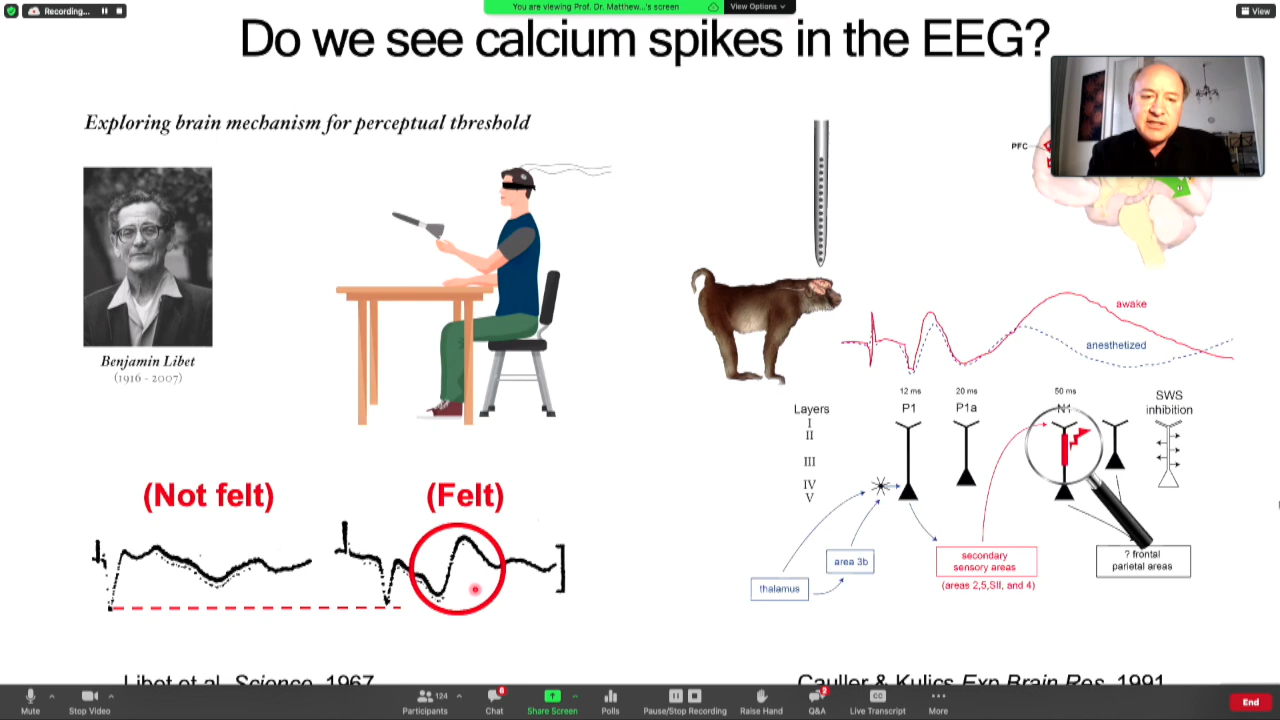 Recording...
You are viewing Prof. Dr. Matthew...'s screen
View Options
View
Do we see calcium spikes in the EEG?
Exploring brain mechanism for perceptual threshold
PFC
Benjamin Libet
(1916 - 2007)
awake
anesthetized
12 ms
20 ms
50 ms
SWS
inhibition
Layers
P1
P1a
N1
I
II
III
IV
V
(Not felt)
(Felt)
area 3b
thalamus
secondary
sensory areas
(areas 2,5,SII, and 4)
? frontal
parietal areas
Libet et al, Science, 1967
Cauller & Kulics Exp Brain Res, 1991
Mute
Stop Video
124
Participants
6
Chat
Share Screen
Polls
Pause/Stop Recording
Raise Hand
2
Q&A
CC
Live Transcript
More
End